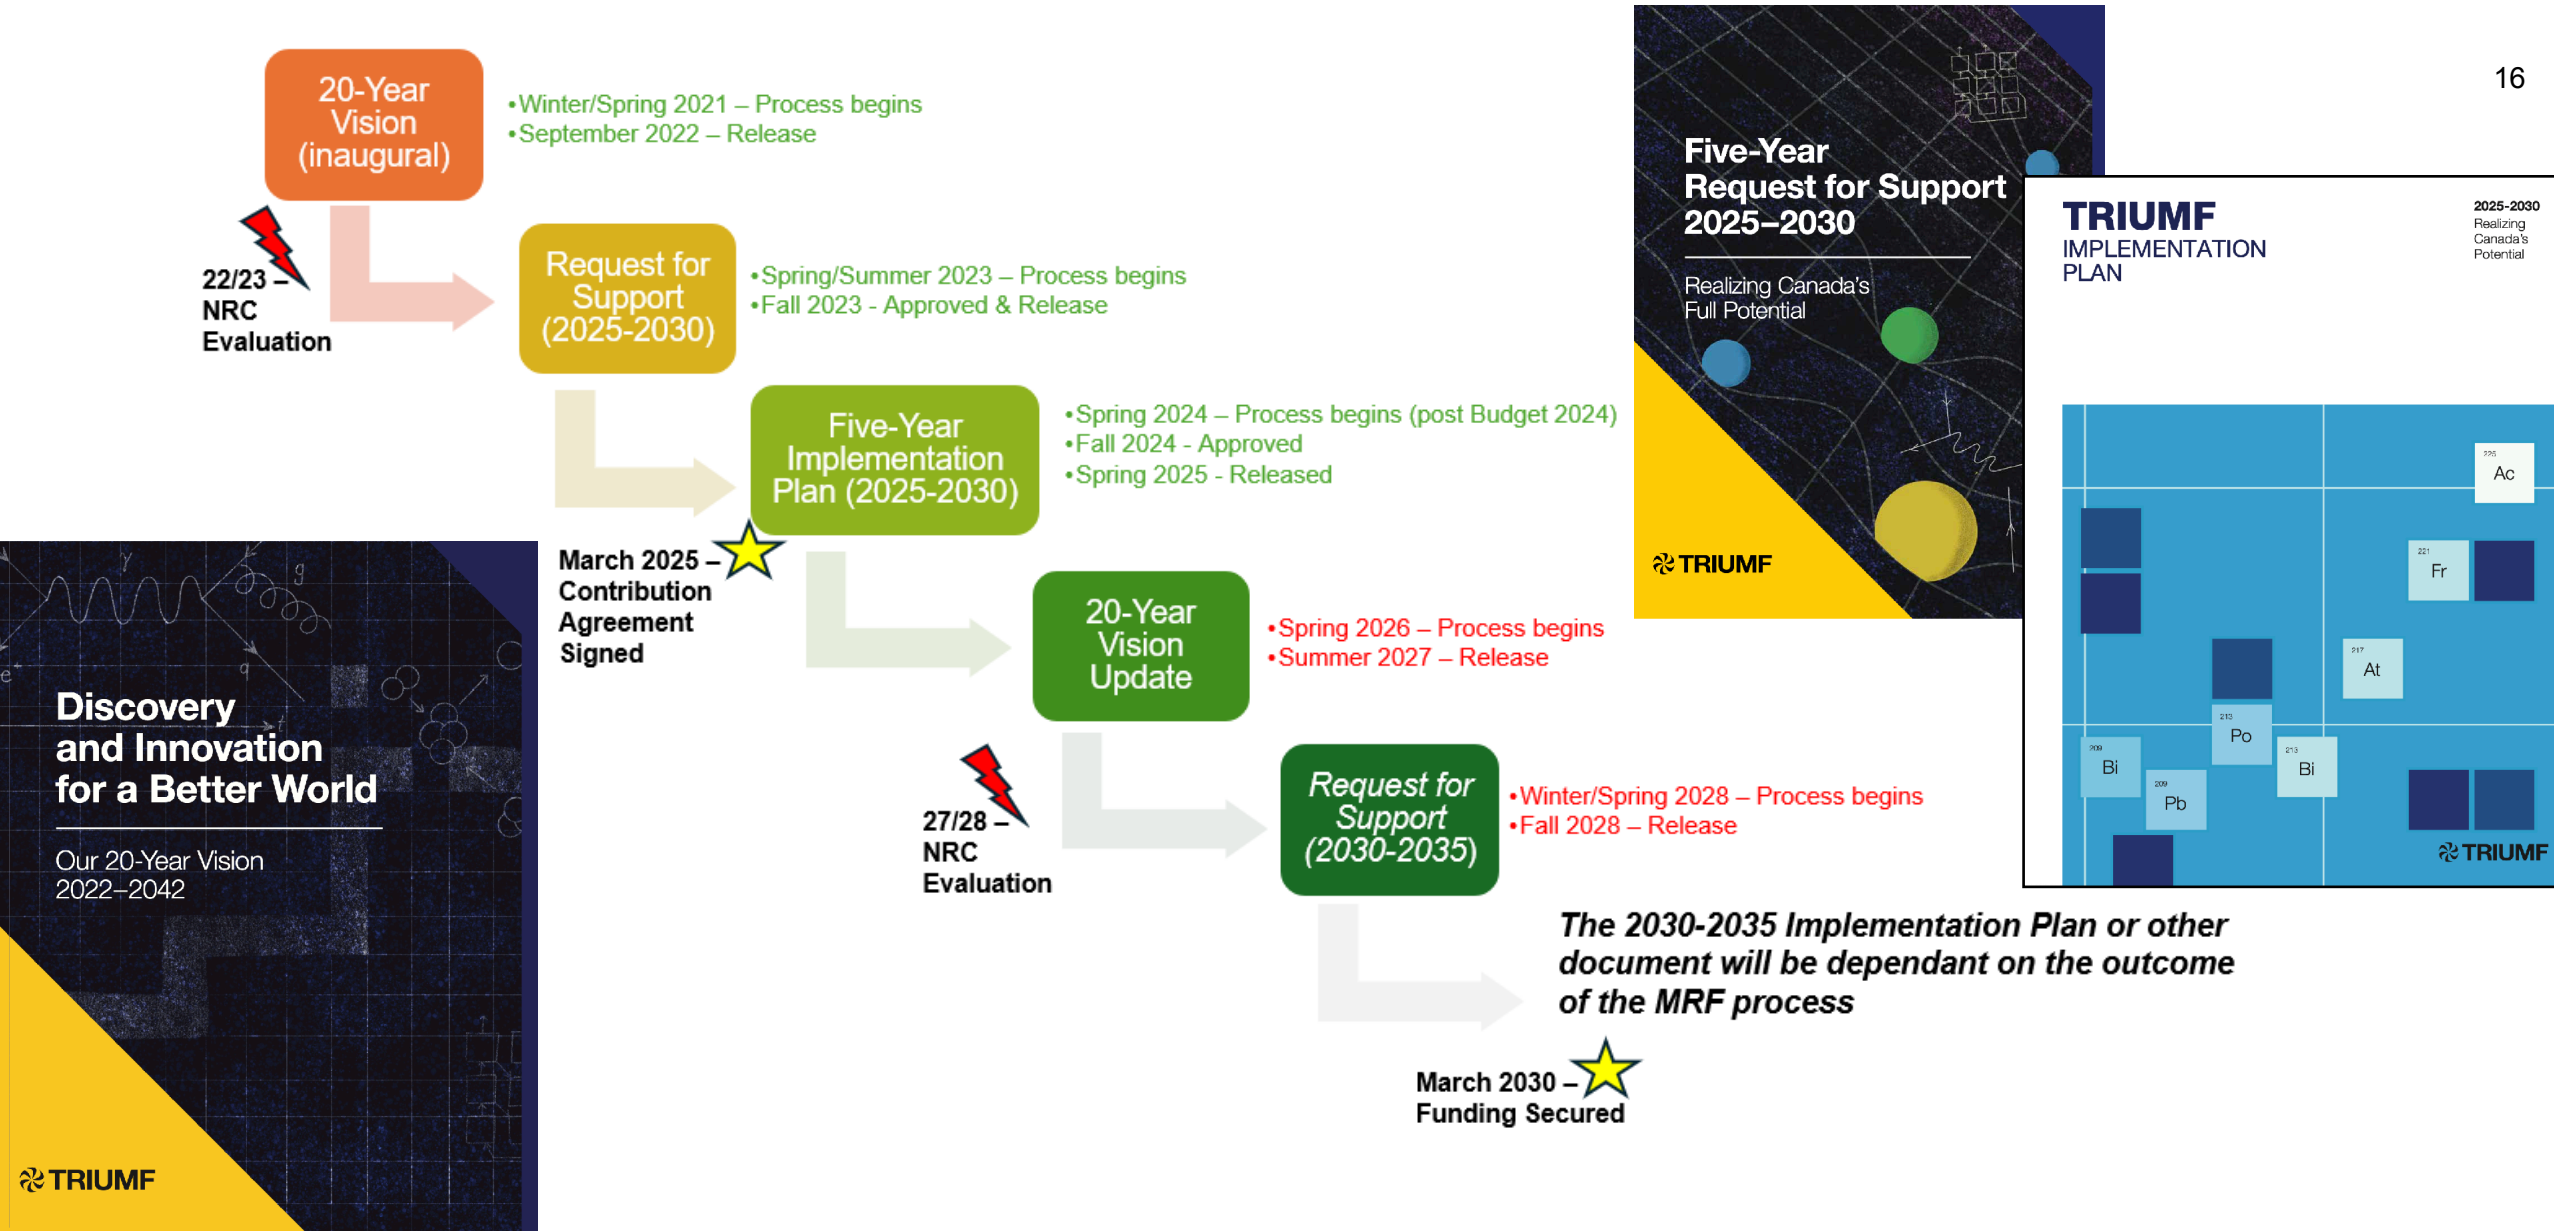 16
20-Year
Vision
(inaugural)
•Winter/Spring 2021 – Process begins
•September 2022 – Release
22/23 –
NRC
Evaluation
Request for
Support
(2025-2030)
•Spring/Summer 2023 – Process begins
•Fall 2023 - Approved & Release
Five-Year
Implementation
Plan (2025-2030)
•Spring 2024 – Process begins (post Budget 2024)
•Fall 2024 - Approved
•Spring 2025 - Released
March 2025 –
Contribution
Agreement
Signed
20-Year
Vision
Update
•Spring 2026 – Process begins
•Summer 2027 – Release
27/28 –
NRC
Evaluation
Request for
Support
(2030-2035)
•Winter/Spring 2028 – Process begins
•Fall 2028 – Release
The 2030-2035 Implementation Plan or other
document will be dependant on the outcome
of the MRF process
March 2030 –
Funding Secured
γ
g
e
q
t
Discovery
and Innovation
for a Better World
Our 20-Year Vision
2022–2042
TRIUMF
Five-Year
Request for Support
2025–2030
Realizing Canada's
Full Potential
TRIUMF
TRIUMF
IMPLEMENTATION
PLAN
2025-2030
Realizing
Canada's
Potential
225
Ac
221
Fr
217
At
213
Po
209
Bi
213
Bi
209
Pb
TRIUMF